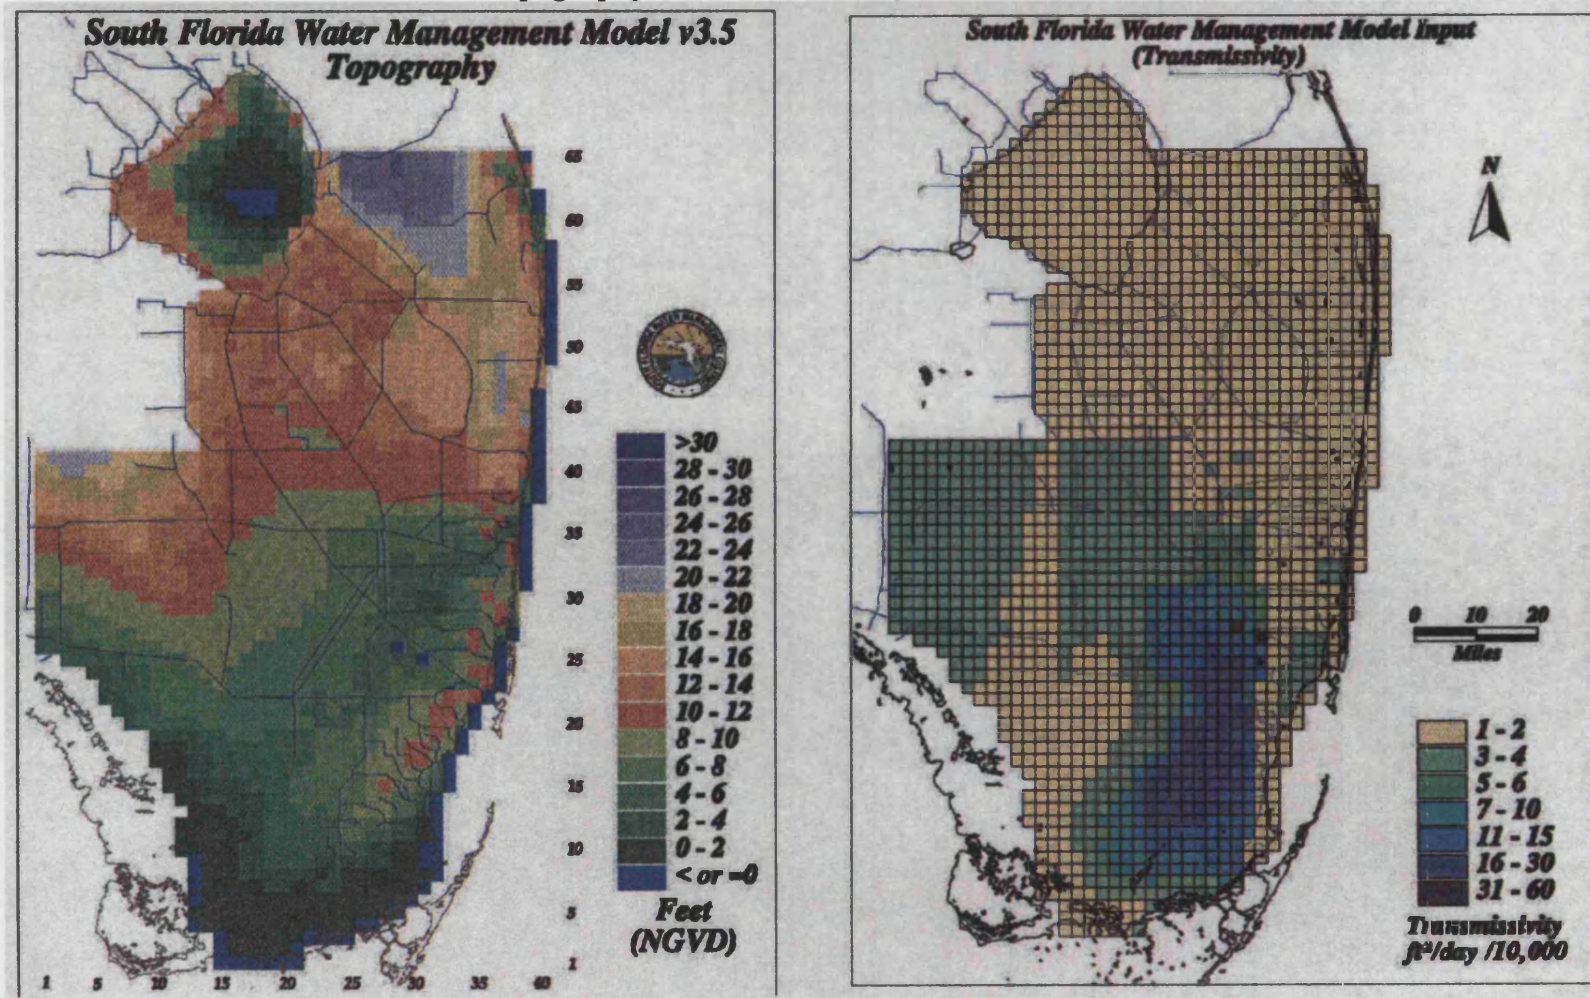 South Florida Water Management Model v3.5
Topography
65
60
55
50
45
40
35
30
25
20
15
10
5
1
>30
28 - 30
26 - 28
24 - 26
22 - 24
20 - 22
18 - 20
16 - 18
14 - 16
12 - 14
10 - 12
8 - 10
6 - 8
4 - 6
2 - 4
0 - 2
< or =0
Feet
(NGVD)
1 5 10 15 20 25 30 35 40
South Florida Water Management Model Input
(Transmissivity)
N
0 10 20
Miles
1 - 2
3 - 4
5 - 6
7 - 10
11 - 15
16 - 30
31 - 60
Transmissivity
ft²/day /10,000